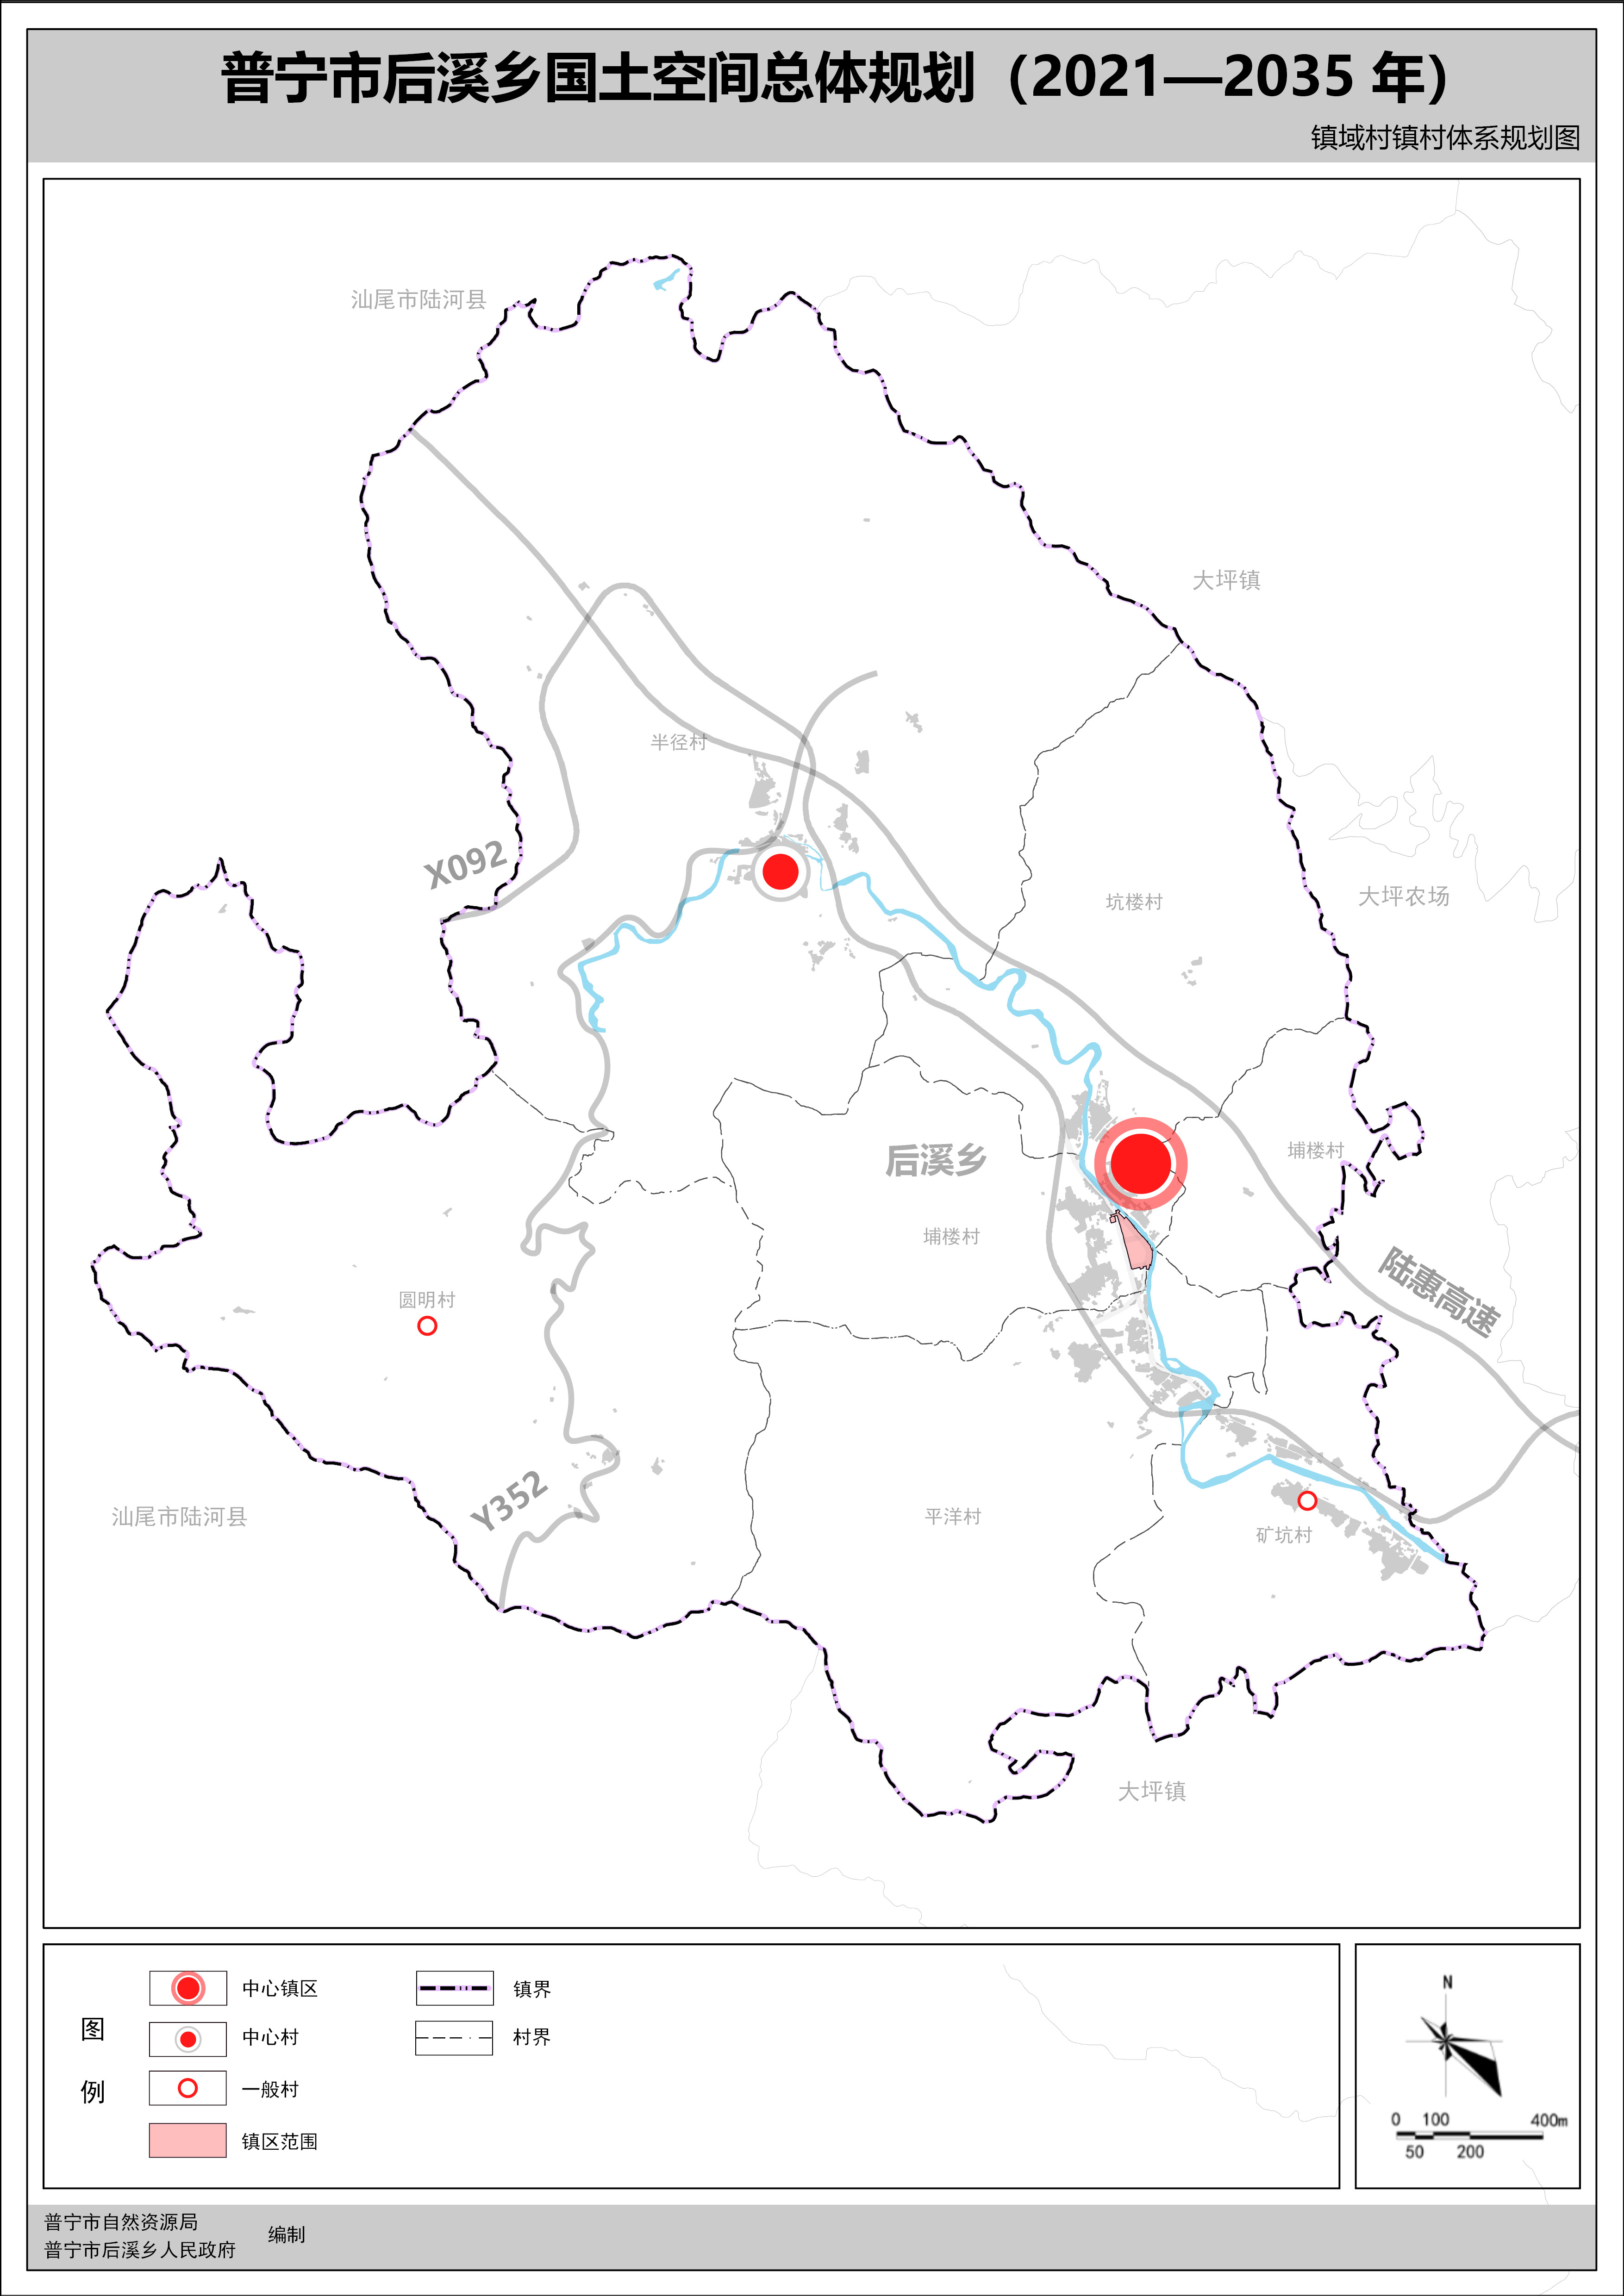 普宁市后溪乡国土空间总体规划（2021—2035 年）
镇域村镇村体系规划图
汕尾市陆河县
大坪镇
半径村
X092
坑楼村
大坪农场
后溪乡
埔楼村
埔楼村
陆惠高速
圆明村
Y352
汕尾市陆河县
平洋村
矿坑村
大坪镇
图
例
中心镇区
中心村
一般村
镇区范围
镇界
村界
N
0 100 400m
50 200
普宁市自然资源局
普宁市后溪乡人民政府
编制